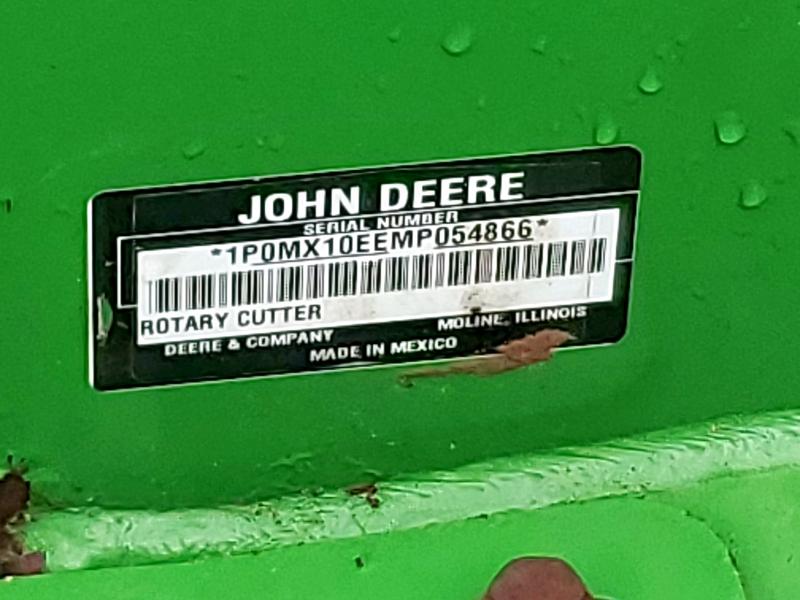 JOHN DEERE
SERIAL NUMBER
*1P0MX10EEMP054866*
ROTARY CUTTER
DEERE & COMPANY MOLINE, ILLINOIS
MADE IN MEXICO